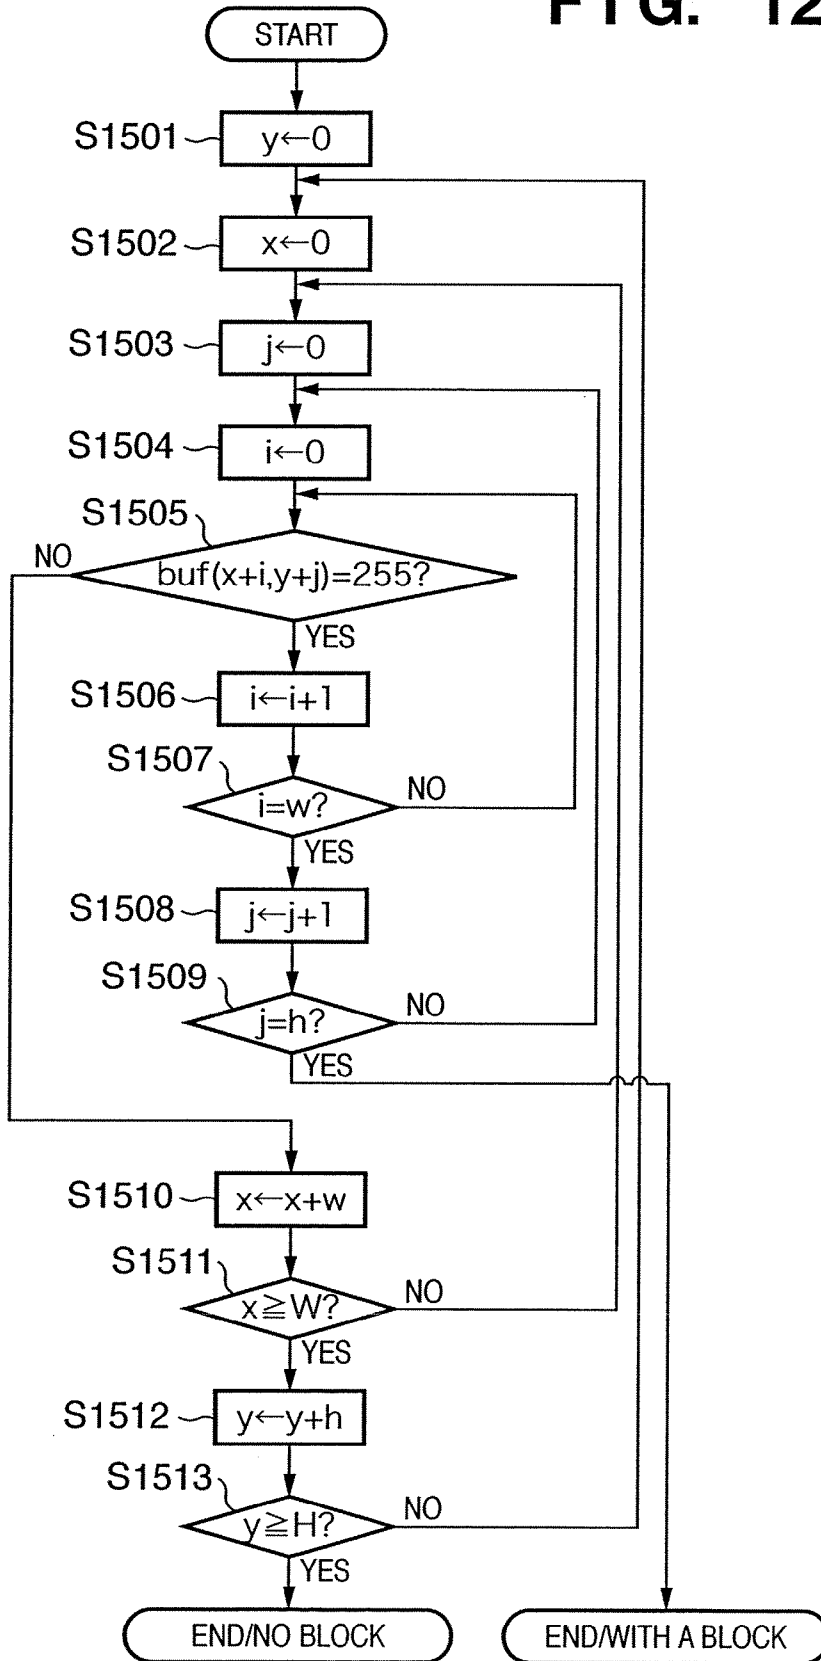 FIG. 12
START
S1501
y←0
S1502
x←0
S1503
j←0
S1504
i←0
S1505
NO
buf(x+i,y+j)=255?
YES
S1506
i←i+1
S1507
i=w?
NO
YES
S1508
j←j+1
S1509
j=h?
NO
YES
S1510
x←x+w
S1511
x≧W?
NO
YES
S1512
y←y+h
S1513
y≧H?
NO
YES
END/NO BLOCK
END/WITH A BLOCK